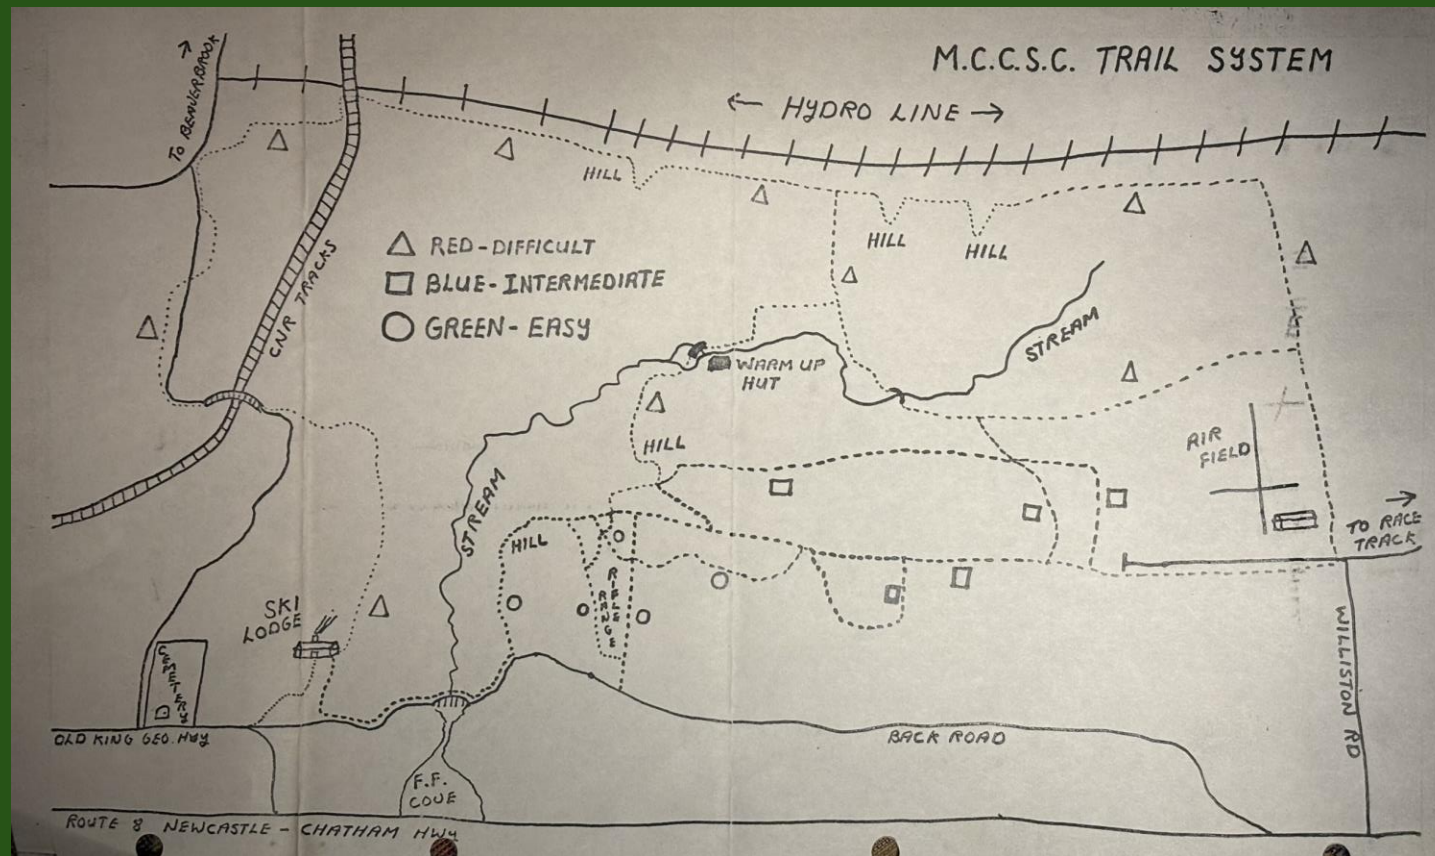 M.C.C.S.C. TRAIL SYSTEM
TO BEAVERBROOK
← HYDRO LINE →
HILL
HILL
HILL
CNR TRACKS
RED-DIFFICULT
BLUE-INTERMEDIATE
GREEN-EASY
STREAM
WARM UP
HUT
HILL
AIR
FIELD
STREAM
TO RACE
TRACK
HILL
RIFLE
RANGE
SKI
LODGE
CEMETERY
WILLISTON RD
OLD KING GEO. HWY
BACK ROAD
F.F.
COVE
ROUTE 8 NEWCASTLE - CHATHAM HWY